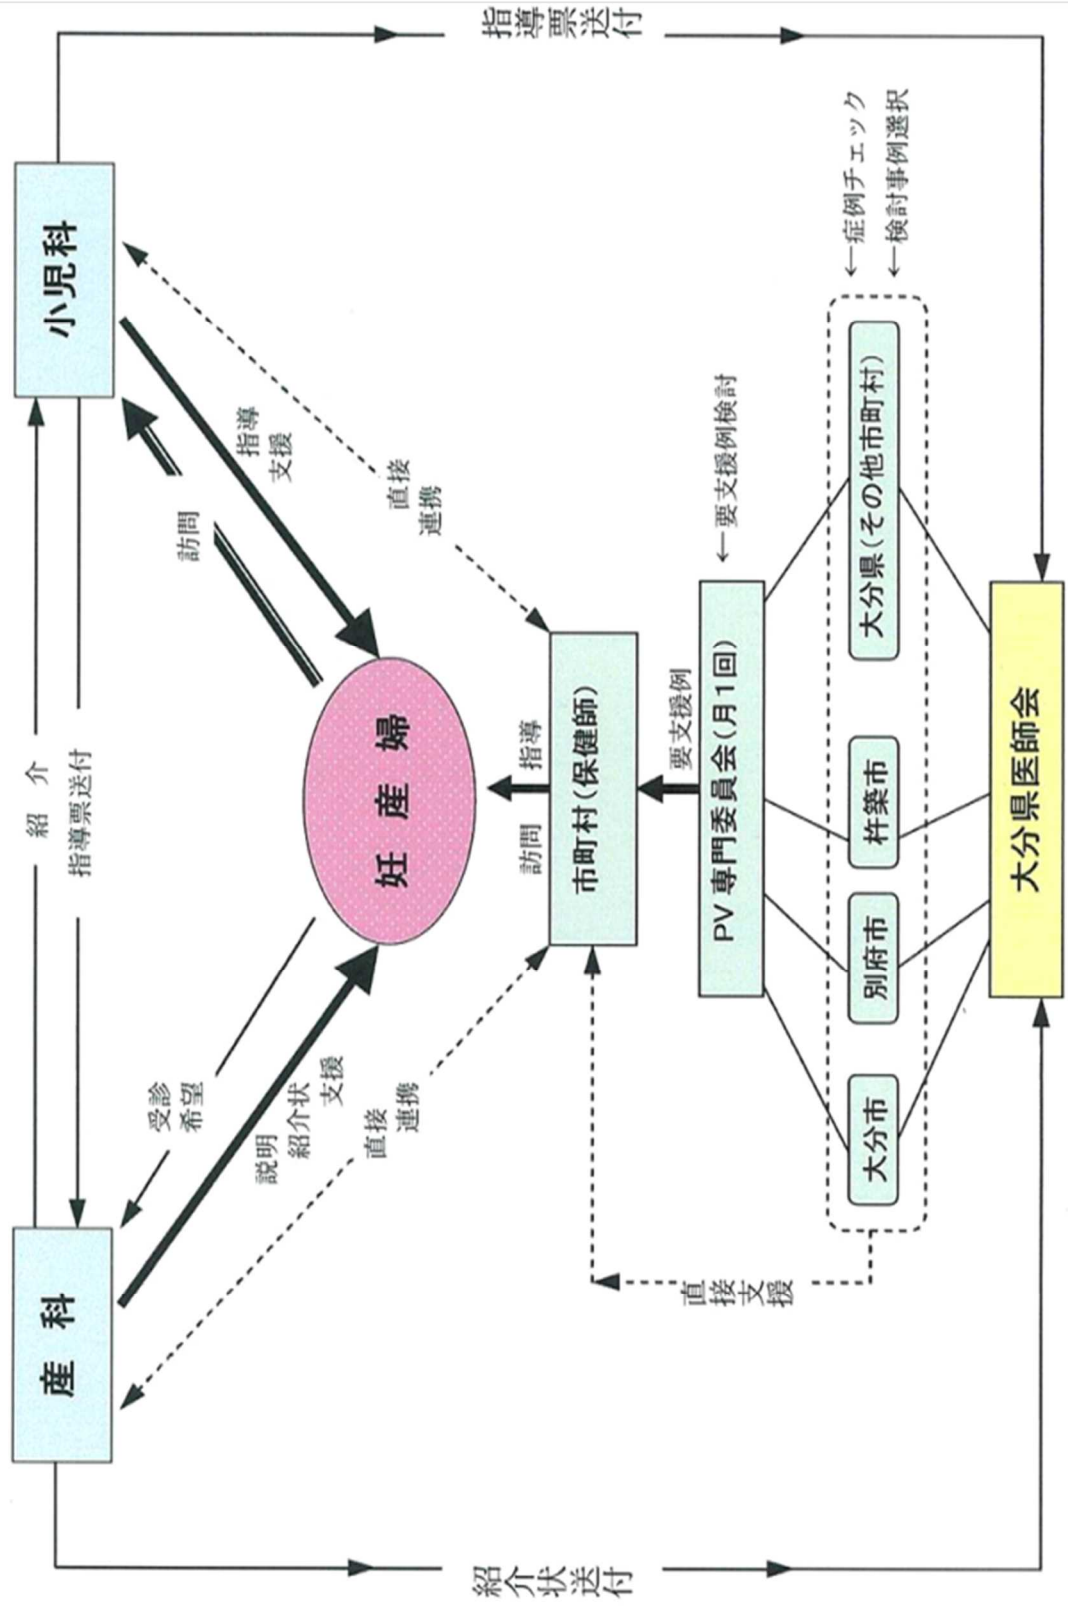 産 科
小児科
紹 介
指導票送付
受診
希望
訪問
説明
紹介状
支援
指導
支援
妊 産 婦
直接
連携
直接
連携
訪問
指導
市町村(保健師)
要支援例
PV 専門委員会(月1回)
←要支援例検討
直接支援
大分市
別府市
杵築市
大分県(その他市町村)
←症例チェック
←検討事例選択
大分県医師会
紹介状送付
指導票送付